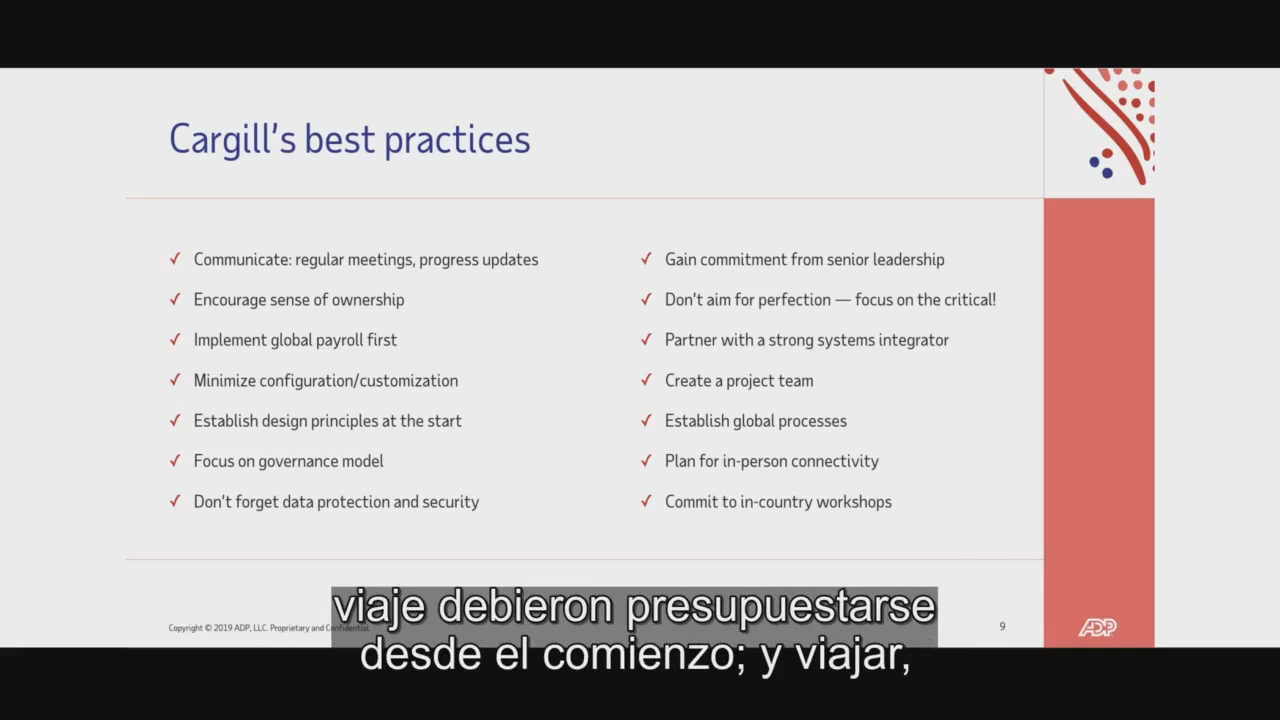 Cargill's best practices
✓ Communicate: regular meetings, progress updates
✓ Encourage sense of ownership
✓ Implement global payroll first
✓ Minimize configuration/customization
✓ Establish design principles at the start
✓ Focus on governance model
✓ Don't forget data protection and security
✓ Gain commitment from senior leadership
✓ Don't aim for perfection — focus on the critical!
✓ Partner with a strong systems integrator
✓ Create a project team
✓ Establish global processes
✓ Plan for in-person connectivity
✓ Commit to in-country workshops
viaje debieron presupuestarse
desde el comienzo; y viajar,
Copyright © 2019 ADP, LLC. Proprietary and Confidential.
9
ADP